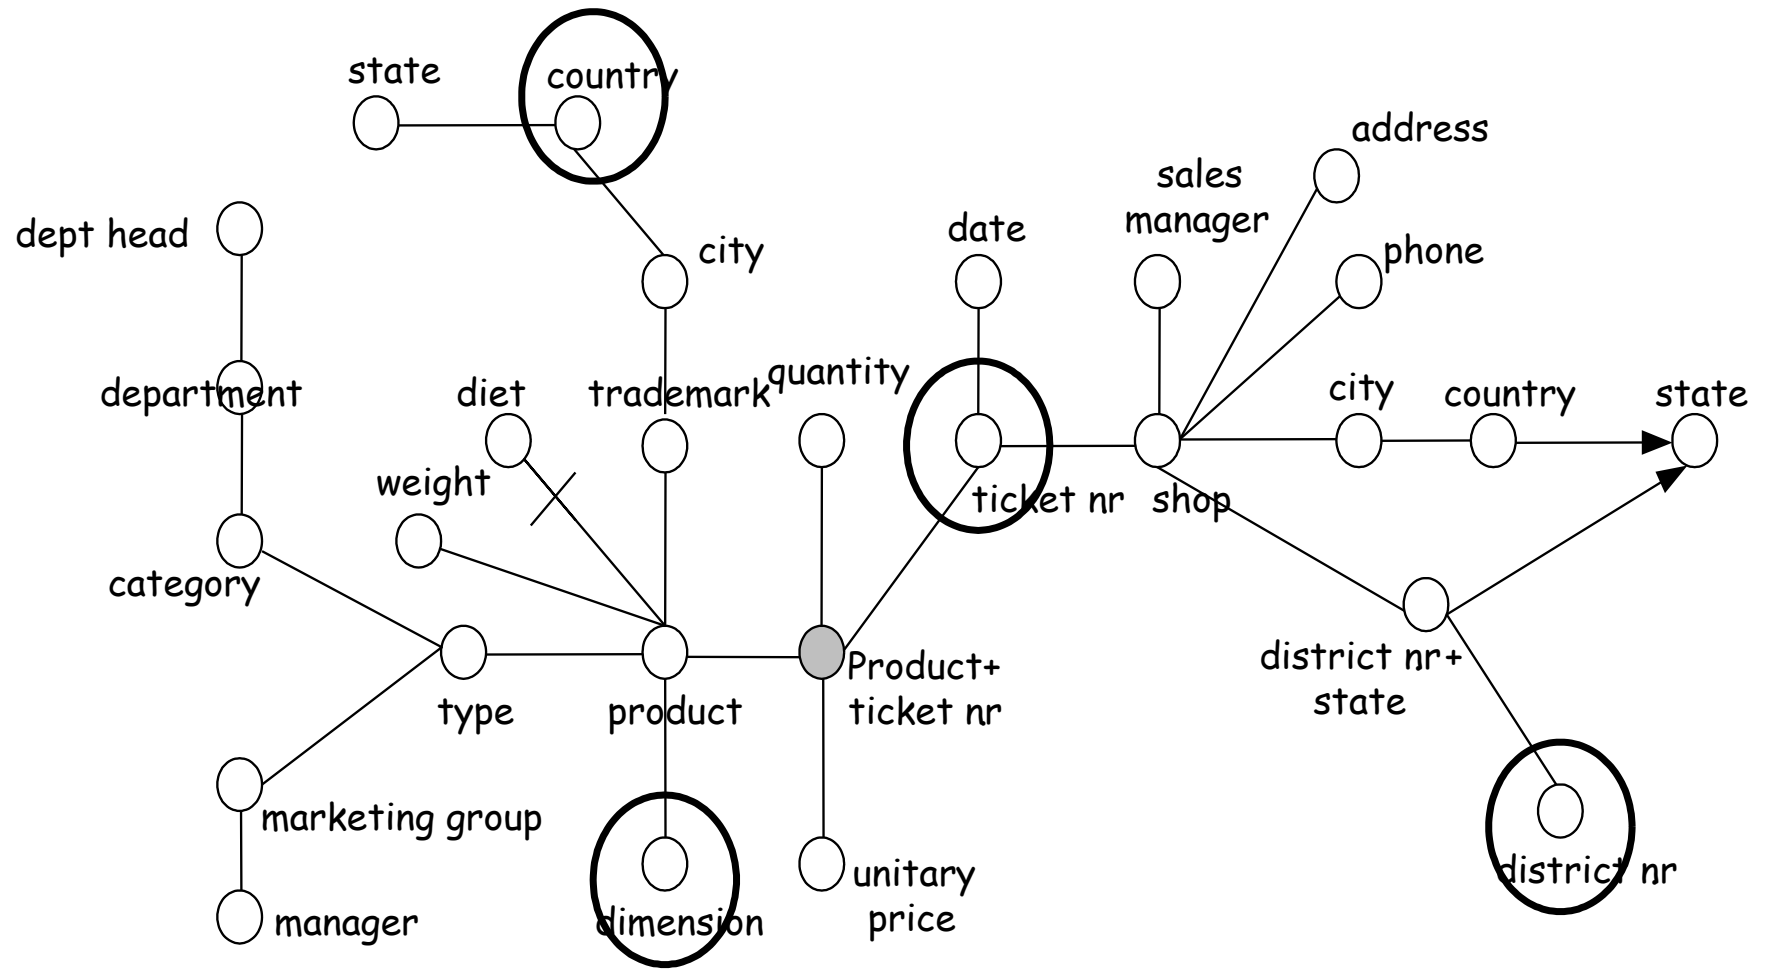 state
country
address
sales
manager
dept head
date
phone
city
quantity
department
diet
trademark
city
country
state
weight
ticket nr
shop
category
Product+
ticket nr
district nr+
state
type
product
marketing group
unitary
price
district nr
manager
dimension